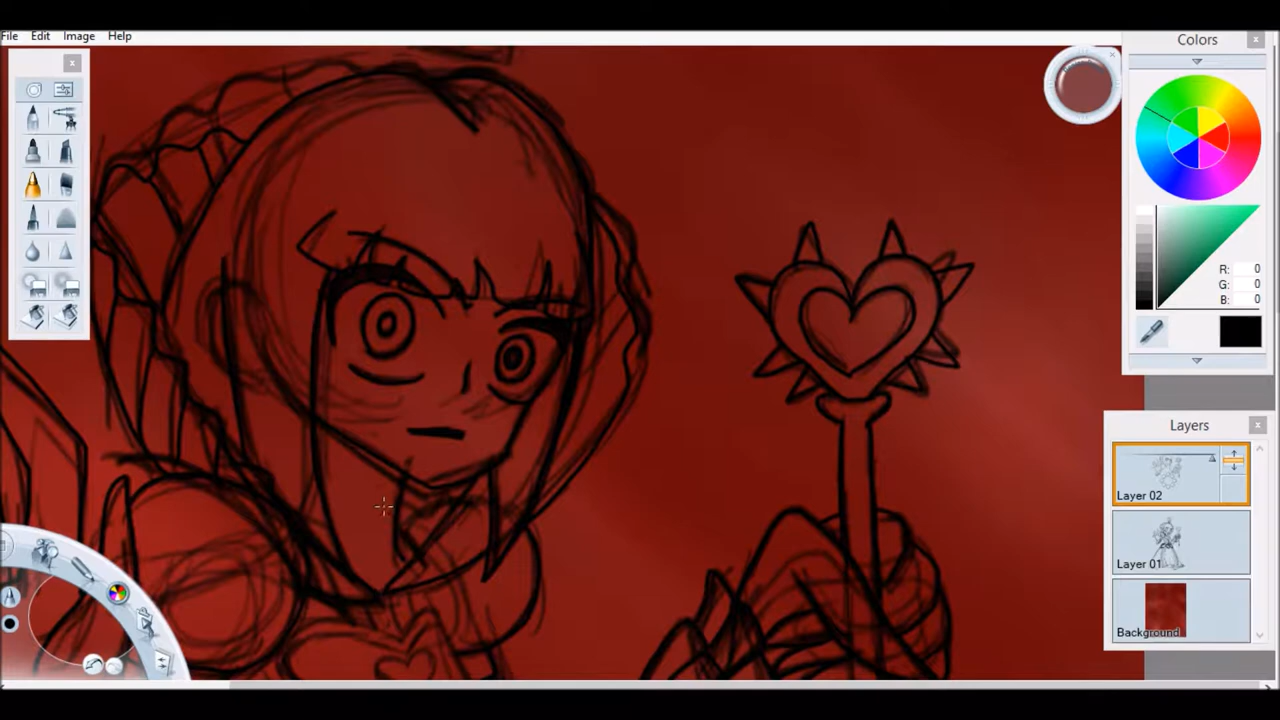 File Edit Image Help
Colors
R: 0
G: 0
B: 0
Layers
Layer 02
Layer 01
Background